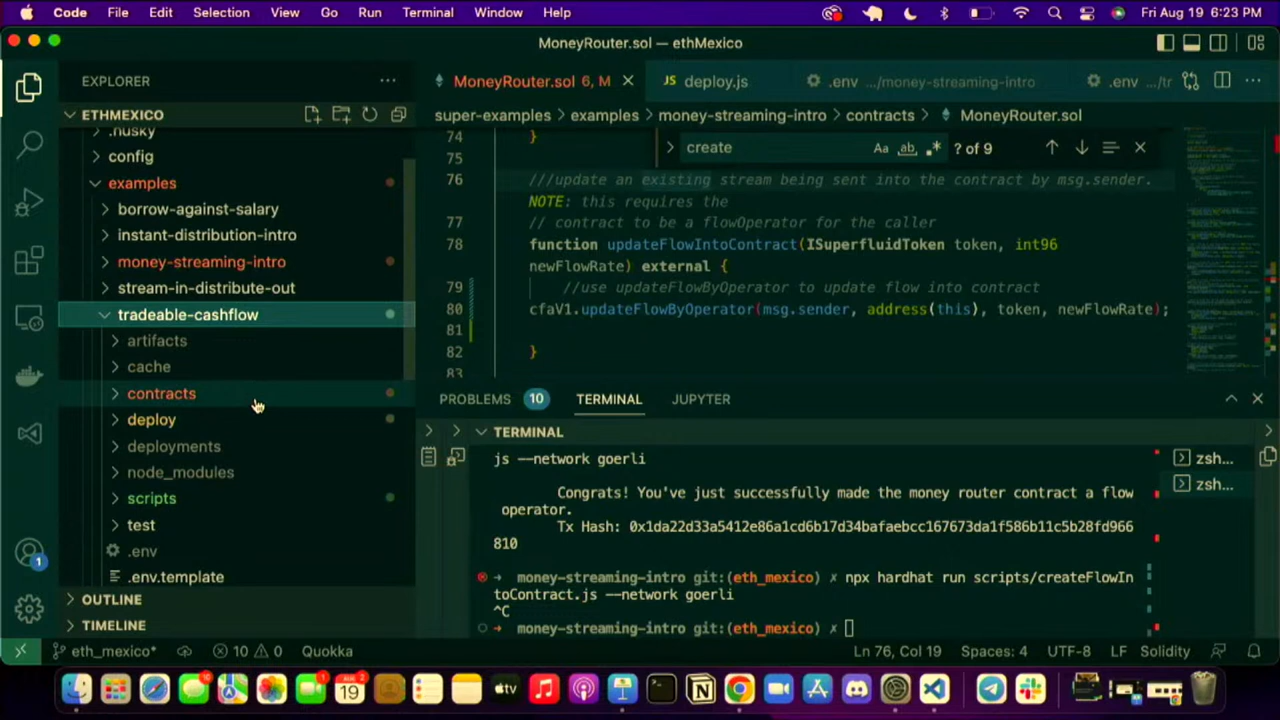 Code File Edit Selection View Go Run Terminal Window Help Fri Aug 19 6:23 PM
MoneyRouter.sol — ethMexico
EXPLORER
ETHMEXICO
.husky
config
examples
borrow-against-salary
instant-distribution-intro
money-streaming-intro
stream-in-distribute-out
tradeable-cashflow
artifacts
cache
contracts
deploy
deployments
node_modules
scripts
test
.env
.env.template
OUTLINE
TIMELINE
MoneyRouter.sol 6, M
JS deploy.js
.env .../money-streaming-intro
.env .../tr
super-examples > examples > money-streaming-intro > contracts > MoneyRouter.sol
create Aa ab ? of 9
74 }
75
76 ///update an existing stream being sent into the contract by msg.sender.
NOTE: this requires the
77 // contract to be a flowOperator for the caller
78 function updateFlowIntoContract(ISuperfluidToken token, int96
newFlowRate) external {
79 //use updateFlowByOperator to update flow into contract
80 cfaV1.updateFlowByOperator(msg.sender, address(this), token, newFlowRate);
81
82 }
83
PROBLEMS 10 TERMINAL JUPYTER
TERMINAL
js --network goerli
Congrats! You've just successfully made the money router contract a flow
operator.
Tx Hash: 0x1da22d33a5412e86a1cd6b17d34bafaebcc167673da1f586b11c5b28fd966
810
→ money-streaming-intro git:(eth_mexico) ✗ npx hardhat run scripts/createFlowIn
toContract.js --network goerli
^C
→ money-streaming-intro git:(eth_mexico) ✗
zsh...
zsh...
1
eth_mexico* 10 0 Quokka Ln 76, Col 19 Spaces: 4 UTF-8 LF Solidity
19
tv